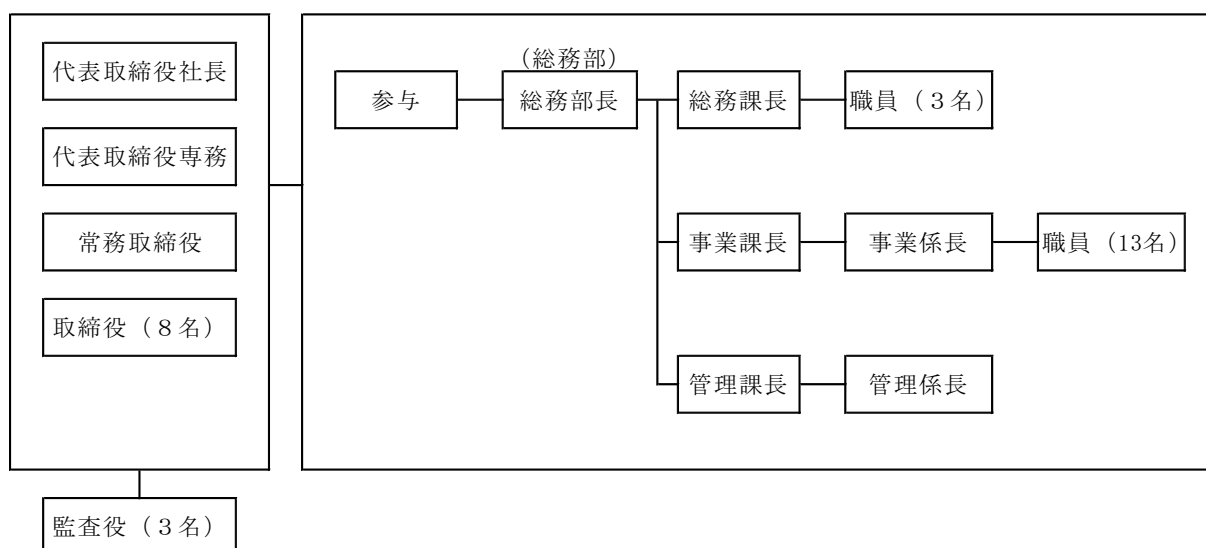 代表取締役社長
代表取締役専務
常務取締役
取締役（８名）
監査役（３名）
（総務部）
参与
総務部長
総務課長
職員（３名）
事業課長
事業係長
職員（13名）
管理課長
管理係長